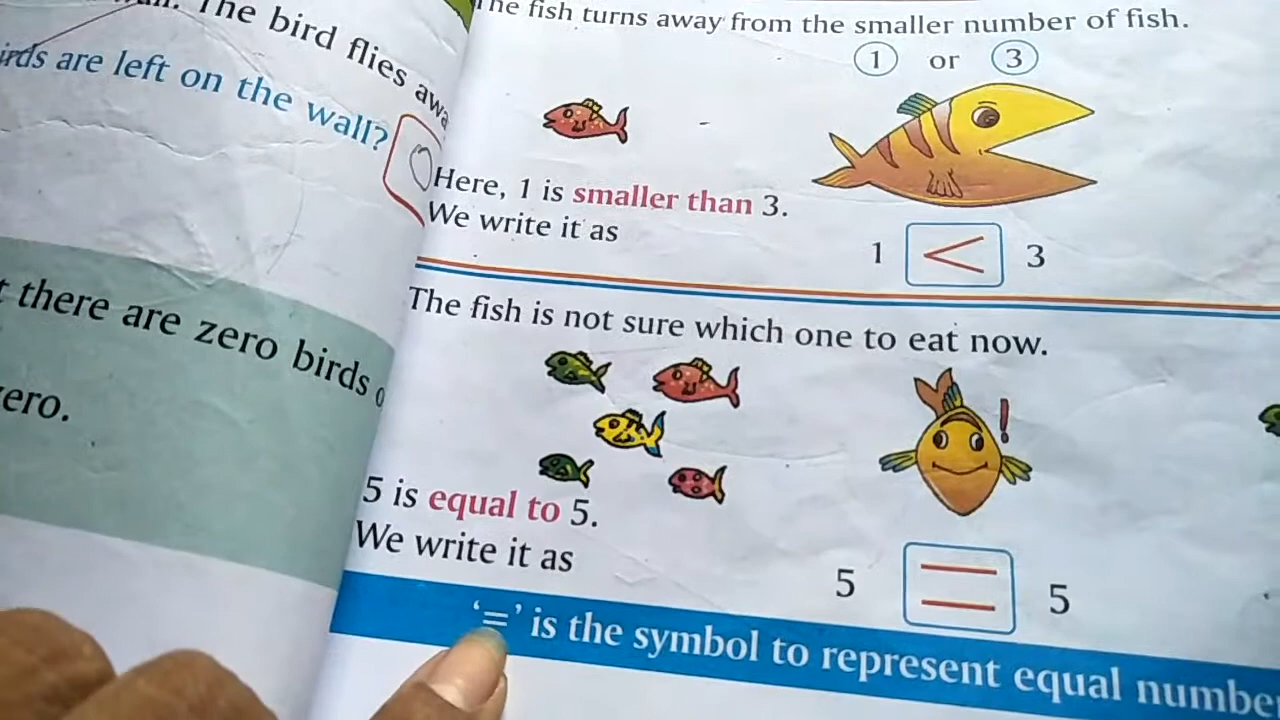 The bird flies
irds are left on the wall?
there are zero birds
ero.
The fish turns away from the smaller number of fish.
1 or 3
Here, 1 is smaller than 3.
We write it as
1 < 3
The fish is not sure which one to eat now.
!
5 is equal to 5.
We write it as
5 = 5
'=' is the symbol to represent equal numbe